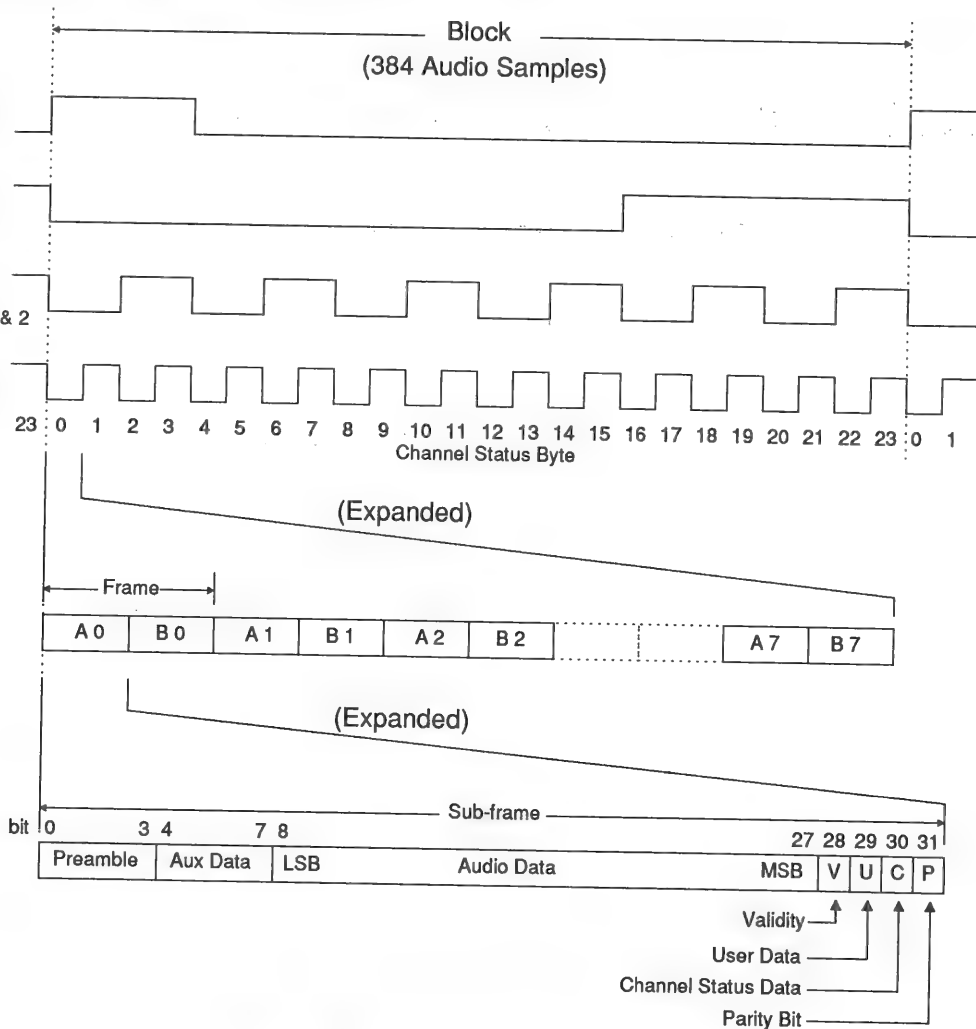 Block
(384 Audio Samples)
& 2
23 0 1 2 3 4 5 6 7 8 9 10 11 12 13 14 15 16 17 18 19 20 21 22 23 0 1
Channel Status Byte
(Expanded)
Frame
A 0 B 0 A 1 B 1 A 2 B 2 A 7 B 7
(Expanded)
Sub-frame
bit 0 3 4 7 8 27 28 29 30 31
Preamble Aux Data LSB Audio Data MSB V U C P
Validity
User Data
Channel Status Data
Parity Bit